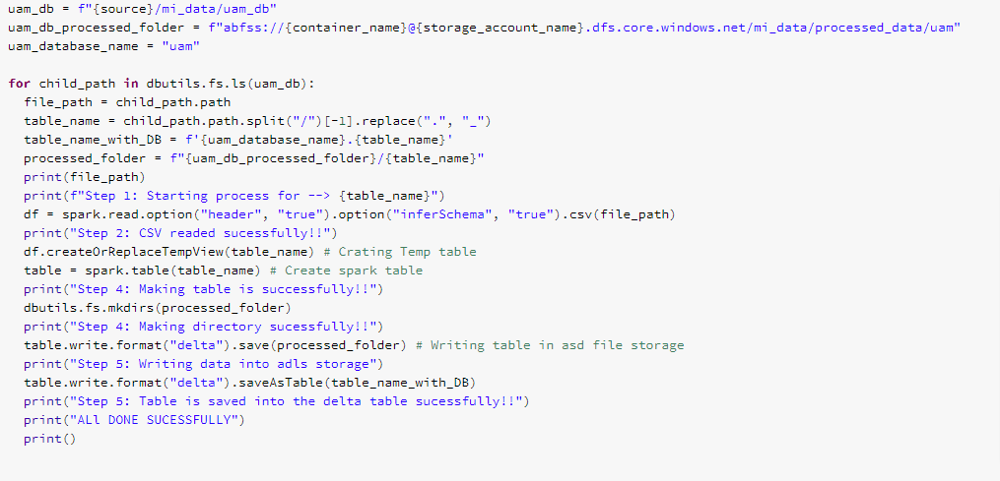 uam_db = f"{source}/mi_data/uam_db"
uam_db_processed_folder = f"abfss://{container_name}@{storage_account_name}.dfs.core.windows.net/mi_data/processed_data/uam"
uam_database_name = "uam"

for child_path in dbutils.fs.ls(uam_db):
  file_path = child_path.path
  table_name = child_path.path.split("/")[-1].replace(".", "_")
  table_name_with_DB = f'{uam_database_name}.{table_name}'
  processed_folder = f"{uam_db_processed_folder}/{table_name}"
  print(file_path)
  print(f"Step 1: Starting process for --> {table_name}")
  df = spark.read.option("header", "true").option("inferSchema", "true").csv(file_path)
  print("Step 2: CSV readed sucessfully!!")
  df.createOrReplaceTempView(table_name) # Crating Temp table
  table = spark.table(table_name) # Create spark table
  print("Step 4: Making table is successfully!!")
  dbutils.fs.mkdirs(processed_folder)
  print("Step 4: Making directory sucessfully!!")
  table.write.format("delta").save(processed_folder) # Writing table in asd file storage
  print("Step 5: Writing data into adls storage")
  table.write.format("delta").saveAsTable(table_name_with_DB)
  print("Step 5: Table is saved into the delta table sucessfully!!")
  print("ALl DONE SUCESSFULLY")
  print()